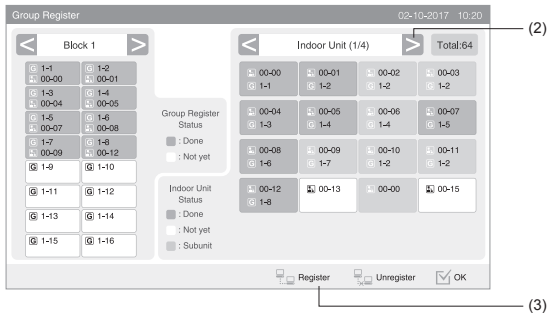 Group Register 02-10-2017 10:20
(2)
< Block 1 >
< Indoor Unit (1/4) > Total:64
G 1-1 G 1-2
00-00 00-01
G 1-3 G 1-4
00-04 00-05
G 1-5 G 1-6
00-07 00-08
G 1-7 G 1-8
00-09 00-12
G 1-9 G 1-10
G 1-11 G 1-12
G 1-13 G 1-14
G 1-15 G 1-16
Group Register
Status
: Done
: Not yet
Indoor Unit
Status
: Done
: Not yet
: Subunit
00-00 00-01 00-02 00-03
G 1-1 G 1-2 G 1-2 G 1-2
00-04 00-05 00-06 00-07
G 1-3 G 1-4 G 1-4 G 1-5
00-08 00-09 00-10 00-11
G 1-6 G 1-7 G 1-2 G 1-2
00-12 00-13 00-00 00-15
G 1-8
Register Unregister OK
(3)